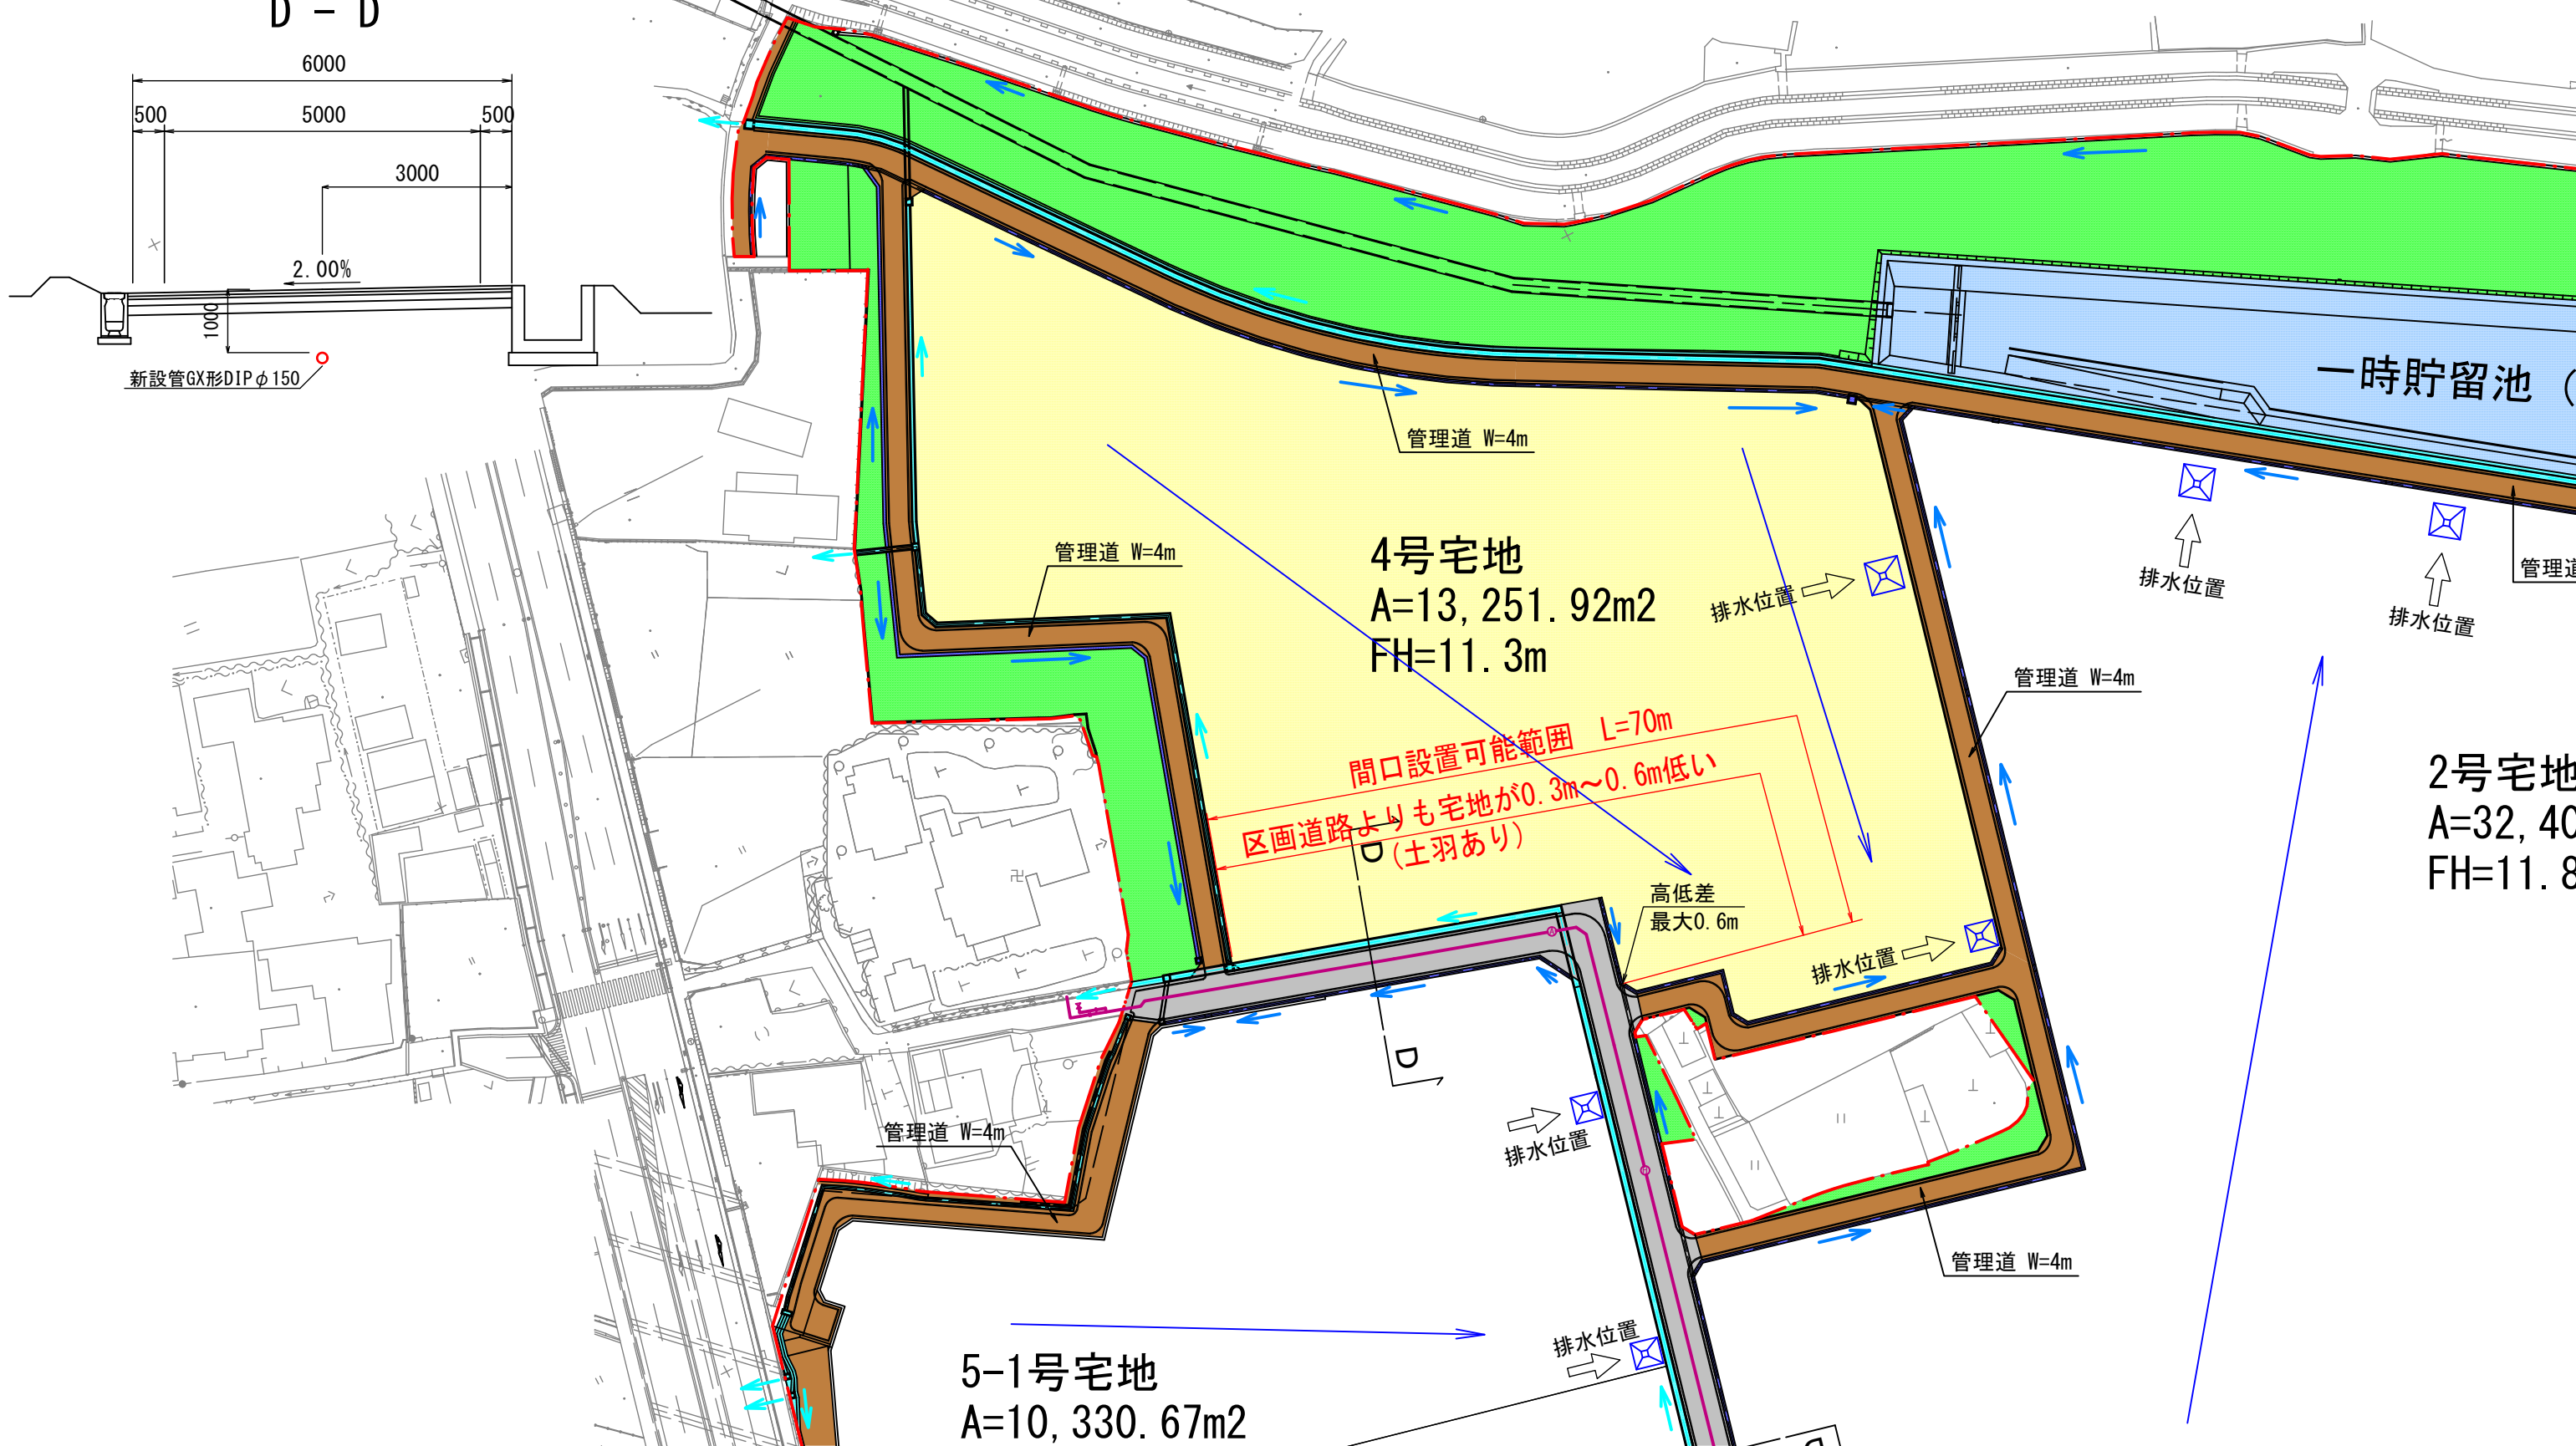 D - D
6000
500
5000
500
3000
2.00%
1000
新設管GX形DIPφ150
一時貯留池（
管理道 W=4m
管理道 W=4m
4号宅地
A=13,251.92m2
FH=11.3m
排水位置
排水位置
排水位置
管理道
管理道 W=4m
間口設置可能範囲 L=70m
区画道路よりも宅地が0.3m～0.6m低い
（土羽あり）
D
高低差
最大0.6m
排水位置
2号宅地
A=32,40
FH=11.8
D
排水位置
管理道 W=4m
管理道 W=4m
排水位置
5-1号宅地
A=10,330.67m2